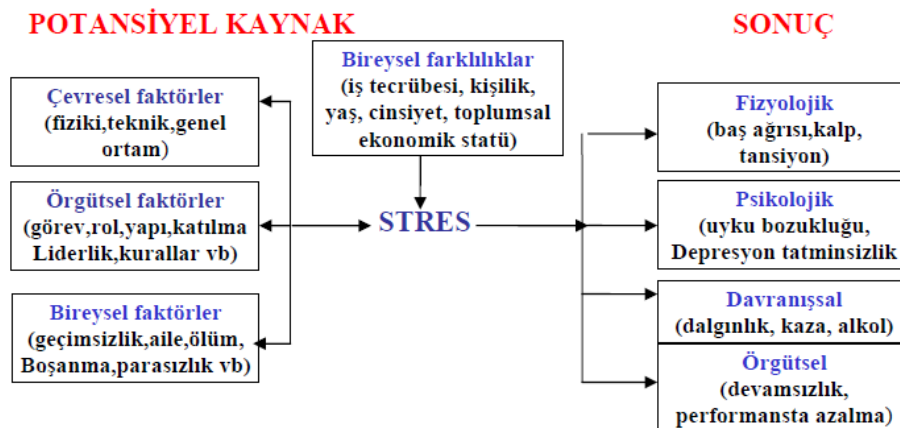 POTANSİYEL KAYNAK
SONUÇ
Bireysel farklılıklar
(iş tecrübesi, kişilik,
yaş, cinsiyet, toplumsal
ekonomik statü)
Çevresel faktörler
(fiziki,teknik,genel
ortam)
Örgütsel faktörler
(görev,rol,yapı,katılma
Liderlik,kurallar vb)
Bireysel faktörler
(geçimsizlik,aile,ölüm,
Boşanma,parasızlık vb)
STRES
Fizyolojik
(baş ağrısı,kalp,
tansiyon)
Psikolojik
(uyku bozukluğu,
Depresyon tatminsizlik
Davranışsal
(dalgınlık, kaza, alkol)
Örgütsel
(devamsızlık,
performansta azalma)